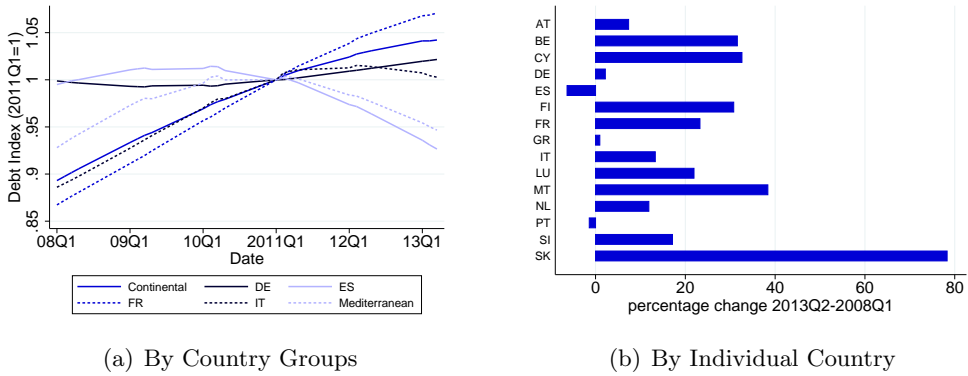 Debt Index (2011Q1=1)
1.05
1
.95
.9
.85
08Q1 09Q1 10Q1 2011Q1 12Q1 13Q1
Date
Continental DE ES
FR IT Mediterranean
(a) By Country Groups
AT
BE
CY
DE
ES
FI
FR
GR
IT
LU
MT
NL
PT
SI
SK
0 20 40 60 80
percentage change 2013Q2-2008Q1
(b) By Individual Country